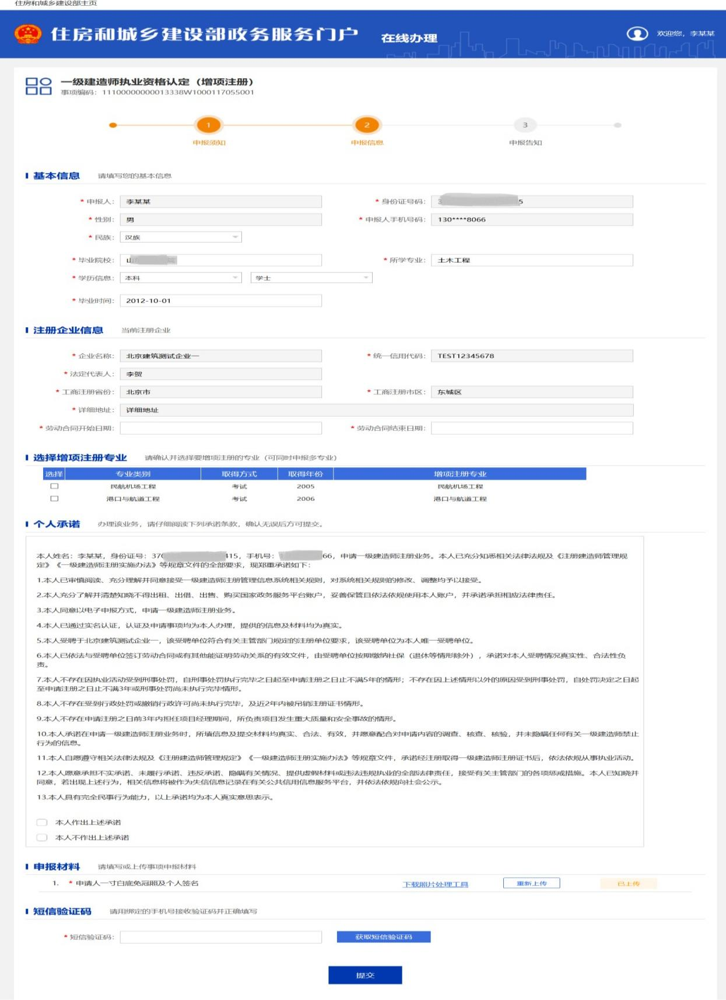 住房和城乡建设部主页
住房和城乡建设部政务服务门户 在线办理 欢迎您，李某某
一级建造师执业资格认定（增项注册）
事项编码：11100000000013338W1000117055001
1 2 3
申报须知 申报信息 申报告知
基本信息 请填写您的基本信息
* 申报人： 李某某 * 身份证号码： 3 5
* 性别： 男 * 申报人手机号码： 130****8066
* 民族： 汉族
* 毕业院校： 山 * 所学专业： 土木工程
* 学历信息： 本科 学士
* 毕业时间： 2012-10-01
注册企业信息 当前注册企业
* 企业名称： 北京建筑测试企业一 * 统一信用代码： TEST12345678
* 法定代表人： 李贺
* 工商注册省份： 北京市 * 工商注册市区： 东城区
* 详细地址： 详细地址
* 劳动合同开始日期： * 劳动合同结束日期：
选择增项注册专业 请确认并选择要增项注册的专业（可同时申报多专业）
选择 专业类别 取得方式 取得年份 增项注册专业
民航机场工程 考试 2005 民航机场工程
港口与航道工程 考试 2006 港口与航道工程
个人承诺 办理该业务，请仔细阅读下列承诺条款，确认无误后方可提交。
本人姓名：李某某，身份证号：37 415，手机号： 66，申请一级建造师注册业务。本人已充分知悉相关法律法规及《注册建造师管理规
定》《一级建造师注册实施办法》等规章文件的全部要求，现郑重承诺如下：
1.本人已审慎阅读、充分理解并同意接受一级建造师注册管理信息系统相关规则，对系统相关规则的修改、调整均予以接受。
2.本人充分了解并清楚知晓不得出租、出借、出售、购买国家政务服务平台账户，妥善保管且依法依规使用本人账户，并承诺承担相应法律责任。
3.本人同意以电子申报方式，申请一级建造师注册业务。
4.本人已通过实名认证，认证及申请事项均为本人办理，提供的信息及材料均为真实。
5.本人受聘于北京建筑测试企业一，该受聘单位符合有关主管部门规定的注册单位要求，该受聘单位为本人唯一受聘单位。
6.本人已依法与受聘单位签订劳动合同或有其他能证明劳动关系的有效文件，由受聘单位按期缴纳社保（退休等情形除外），承诺对本人受聘情况真实性、合法性负
责。
7.本人不存在因执业活动受到刑事处罚，自刑事处罚执行完毕之日起至申请注册之日止不满5年的情形；不存在因上述情形以外的原因受到刑事处罚，自处罚决定之日起
至申请注册之日止不满3年或刑事处罚尚未执行完毕情形。
8.本人不存在受到行政处罚或撤销行政许可尚未执行完毕，及近2年内被吊销注册证书情形。
9.本人不存在申请注册之日前3年内担任项目经理期间，所负责项目发生重大质量和安全事故的情形。
10.本人承诺在申请一级建造师注册业务时，所填信息及提交材料均真实、合法、有效，并愿意配合对申请内容的调查、核查、核验，并未隐瞒任何有关一级建造师禁止
行为的信息。
11.本人自愿遵守相关法律法规及《注册建造师管理规定》《一级建造师注册实施办法》等规章文件，承诺经注册取得一级建造师注册证书后，依法依规从事执业活动。
12.本人愿意承担不实承诺、未履行承诺、违反承诺、隐瞒有关情况、提供虚假材料或违法违规执业的全部法律责任，接受有关主管部门的各项惩戒措施。本人已知晓并
同意，若出现上述行为，相关信息将被作为失信信息记录在有关公共信用信息服务平台，并依法依规向社会公示。
13.本人具有完全民事行为能力，以上承诺均为本人真实意思表示。
本人作出上述承诺
本人不作出上述承诺
申报材料 请填写或上传事项申报材料
1. * 申请人一寸白底免冠照及个人签名 下载照片处理工具 重新上传 已上传
短信验证码 请用绑定的手机号接收验证码并正确填写
* 短信验证码： 获取短信验证码
提交